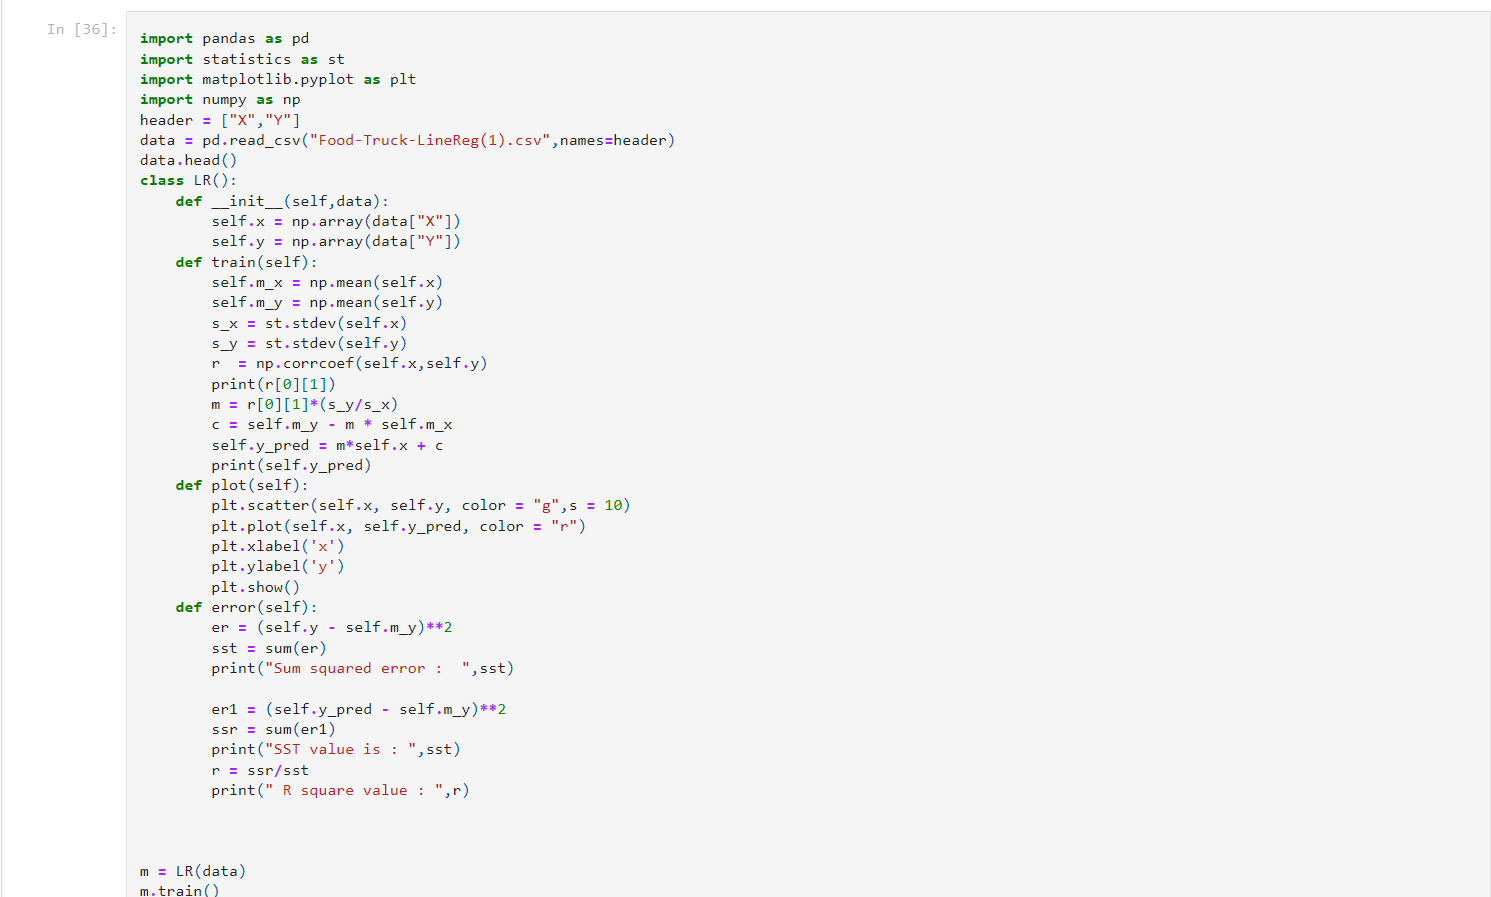 In [36]:
import pandas as pd
import statistics as st
import matplotlib.pyplot as plt
import numpy as np
header = ["X","Y"]
data = pd.read_csv("Food-Truck-LineReg(1).csv",names=header)
data.head()
class LR():
    def __init__(self,data):
        self.x = np.array(data["X"])
        self.y = np.array(data["Y"])
    def train(self):
        self.m_x = np.mean(self.x)
        self.m_y = np.mean(self.y)
        s_x = st.stdev(self.x)
        s_y = st.stdev(self.y)
        r  = np.corrcoef(self.x,self.y)
        print(r[0][1])
        m = r[0][1]*(s_y/s_x)
        c = self.m_y - m * self.m_x
        self.y_pred = m*self.x + c
        print(self.y_pred)
    def plot(self):
        plt.scatter(self.x, self.y, color = "g",s = 10)
        plt.plot(self.x, self.y_pred, color = "r")
        plt.xlabel('x')
        plt.ylabel('y')
        plt.show()
    def error(self):
        er = (self.y - self.m_y)**2
        sst = sum(er)
        print("Sum squared error :  ",sst)
        er1 = (self.y_pred - self.m_y)**2
        ssr = sum(er1)
        print("SST value is : ",sst)
        r = ssr/sst
        print(" R square value : ",r)
m = LR(data)
m.train()